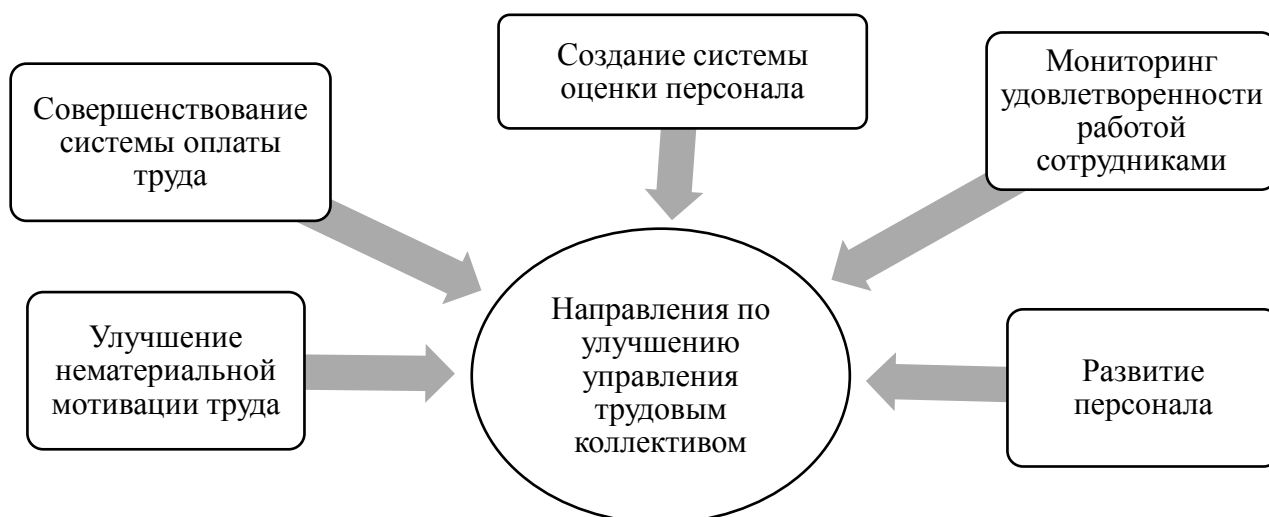 Создание системы
оценки персонала
Мониторинг
удовлетворенности
работой
сотрудниками
Совершенствование
системы оплаты
труда
Направления по
улучшению
управления
трудовым
коллективом
Улучшение
нематериальной
мотивации труда
Развитие
персонала